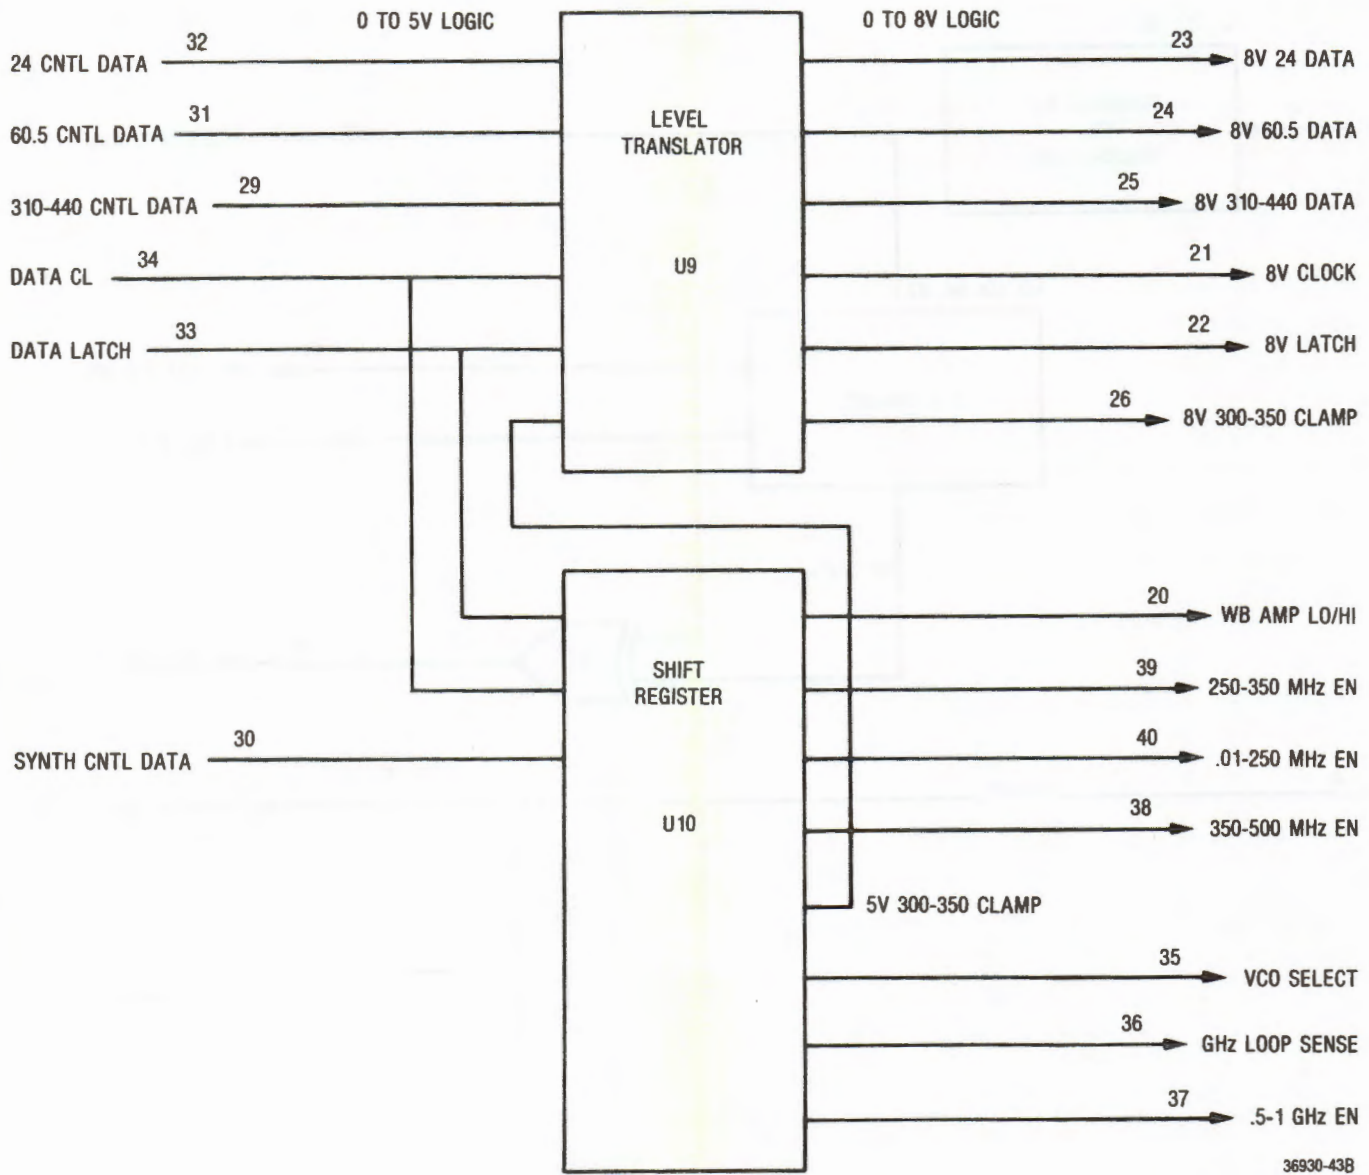 0 TO 5V LOGIC
0 TO 8V LOGIC
24 CNTL DATA 32
23 8V 24 DATA
60.5 CNTL DATA 31
LEVEL
TRANSLATOR
24 8V 60.5 DATA
310-440 CNTL DATA 29
25 8V 310-440 DATA
DATA CL 34
U9
21 8V CLOCK
DATA LATCH 33
22 8V LATCH
26 8V 300-350 CLAMP
20 WB AMP LO/HI
SHIFT
REGISTER
39 250-350 MHz EN
SYNTH CNTL DATA 30
40 .01-250 MHz EN
U10
38 350-500 MHz EN
5V 300-350 CLAMP
35 VCO SELECT
36 GHz LOOP SENSE
37 .5-1 GHz EN
36930-43B